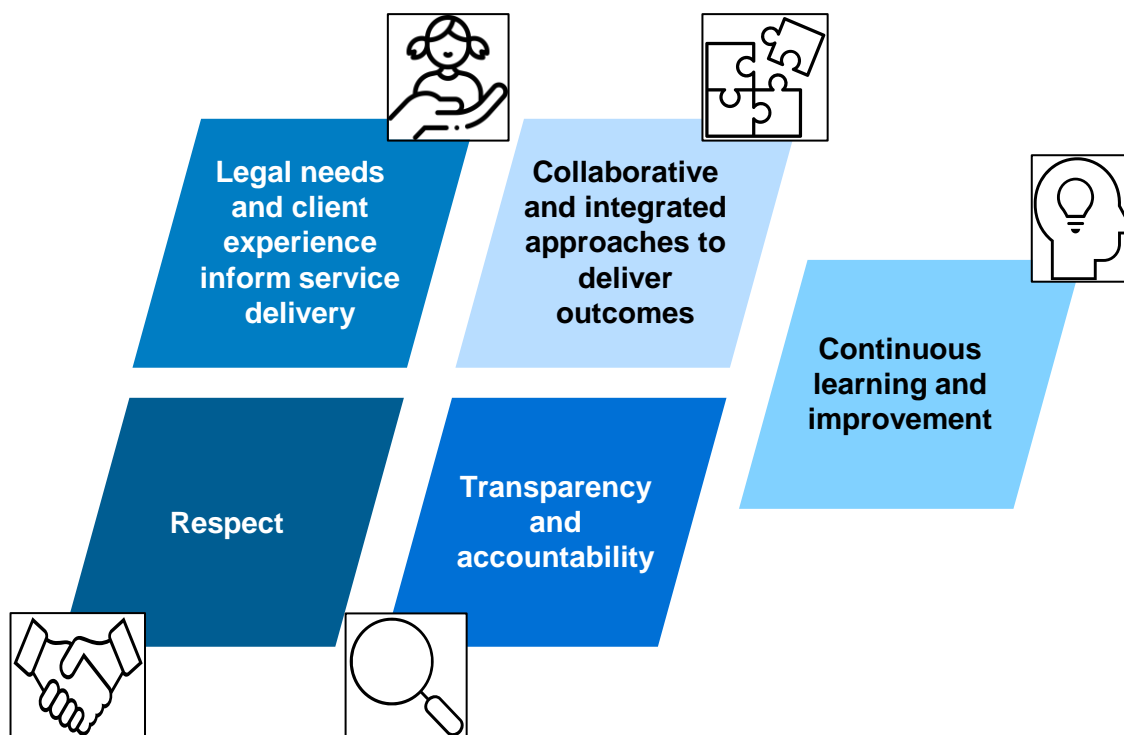 Legal needs
and client
experience
inform service
delivery
Collaborative
and integrated
approaches to
deliver
outcomes
Continuous
learning and
improvement
Respect
Transparency
and
accountability